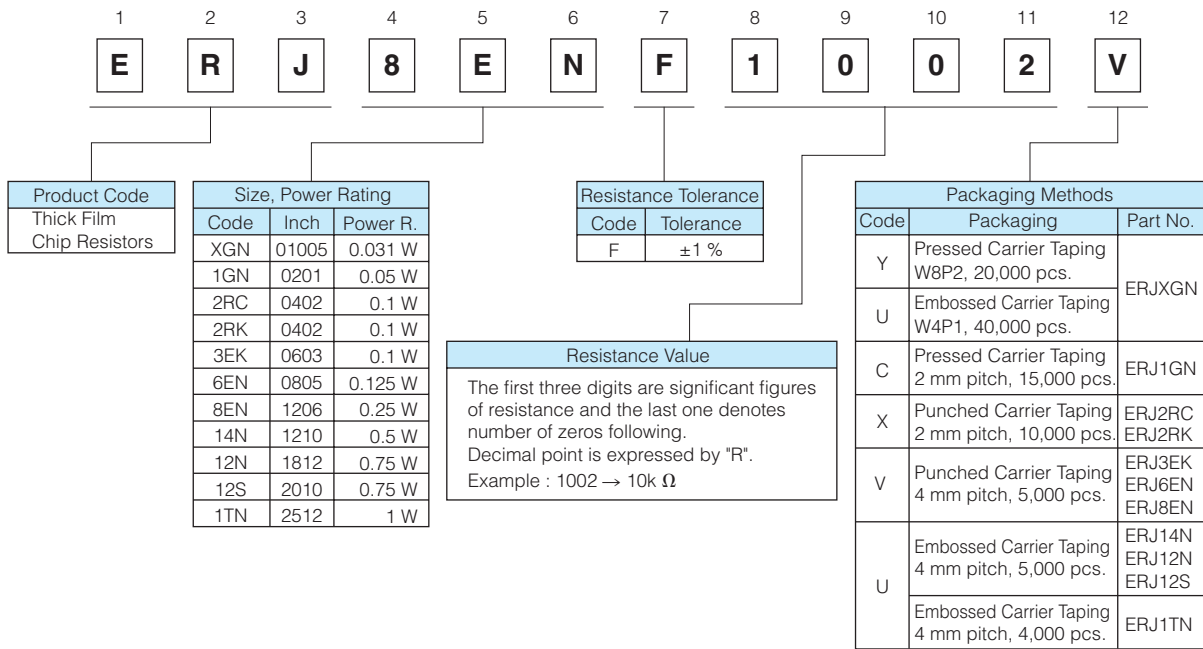 1 2 3 4 5 6 7 8 9 10 11 12
E R J 8 E N F 1 0 0 2 V
Product Code
Thick Film
Chip Resistors
Size, Power Rating
Code Inch Power R.
XGN 01005 0.031 W
1GN 0201 0.05 W
2RC 0402 0.1 W
2RK 0402 0.1 W
3EK 0603 0.1 W
6EN 0805 0.125 W
8EN 1206 0.25 W
14N 1210 0.5 W
12N 1812 0.75 W
12S 2010 0.75 W
1TN 2512 1 W
Resistance Tolerance
Code Tolerance
F ±1 %
Resistance Value
The first three digits are significant figures
of resistance and the last one denotes
number of zeros following.
Decimal point is expressed by "R".
Example : 1002 → 10k Ω
Packaging Methods
Code Packaging Part No.
Y
Pressed Carrier Taping
W8P2, 20,000 pcs.
ERJXGN
U
Embossed Carrier Taping
W4P1, 40,000 pcs.
C
Pressed Carrier Taping
2 mm pitch, 15,000 pcs.
ERJ1GN
X
Punched Carrier Taping
2 mm pitch, 10,000 pcs.
ERJ2RC
ERJ2RK
V
Punched Carrier Taping
4 mm pitch, 5,000 pcs.
ERJ3EK
ERJ6EN
ERJ8EN
U
Embossed Carrier Taping
4 mm pitch, 5,000 pcs.
ERJ14N
ERJ12N
ERJ12S
Embossed Carrier Taping
4 mm pitch, 4,000 pcs.
ERJ1TN